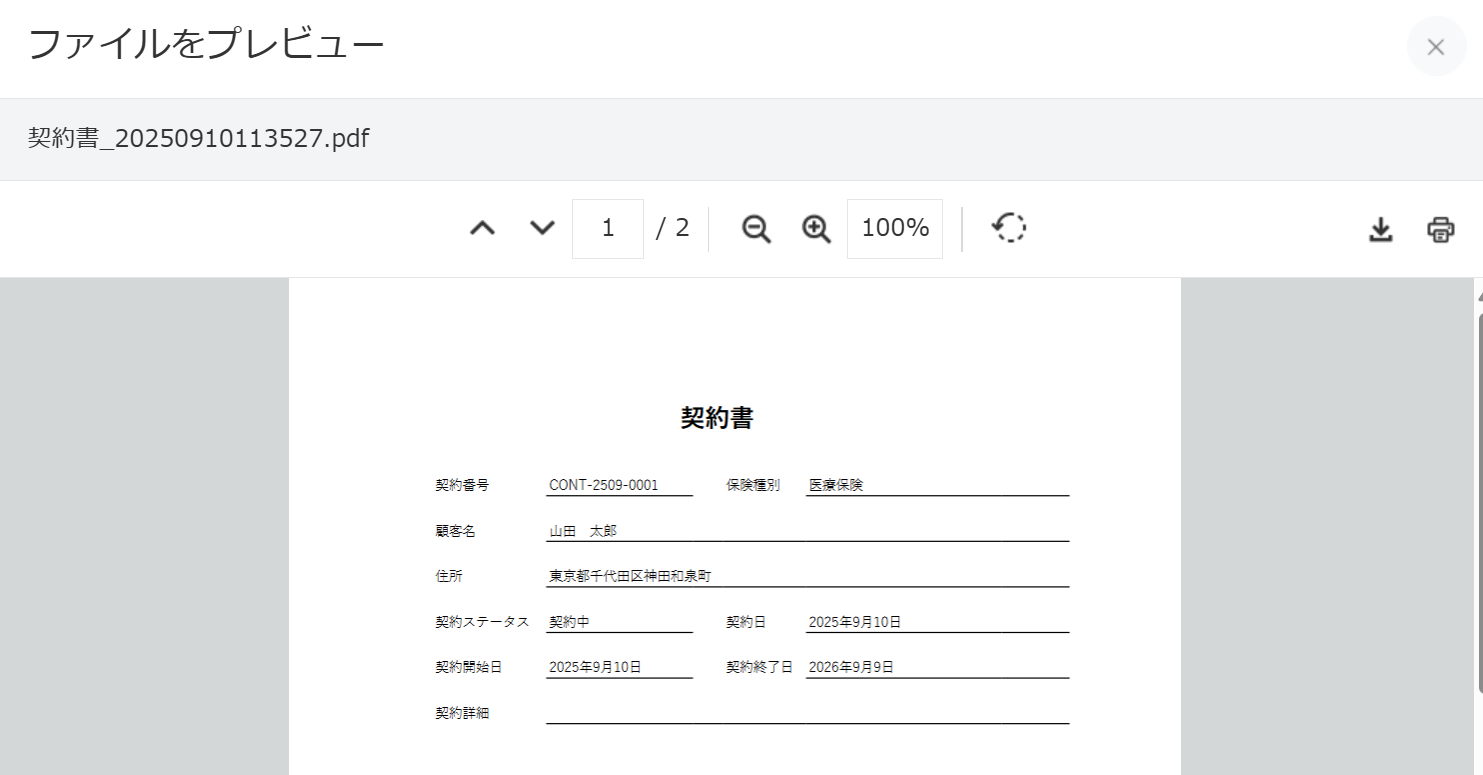 ファイルをプレビュー
契約書_20250910113527.pdf
1 / 2 100%
契約書
契約番号 CONT-2509-0001 保険種別 医療保険
顧客名 山田　太郎
住所 東京都千代田区神田和泉町
契約ステータス 契約中 契約日 2025年9月10日
契約開始日 2025年9月10日 契約終了日 2026年9月9日
契約詳細